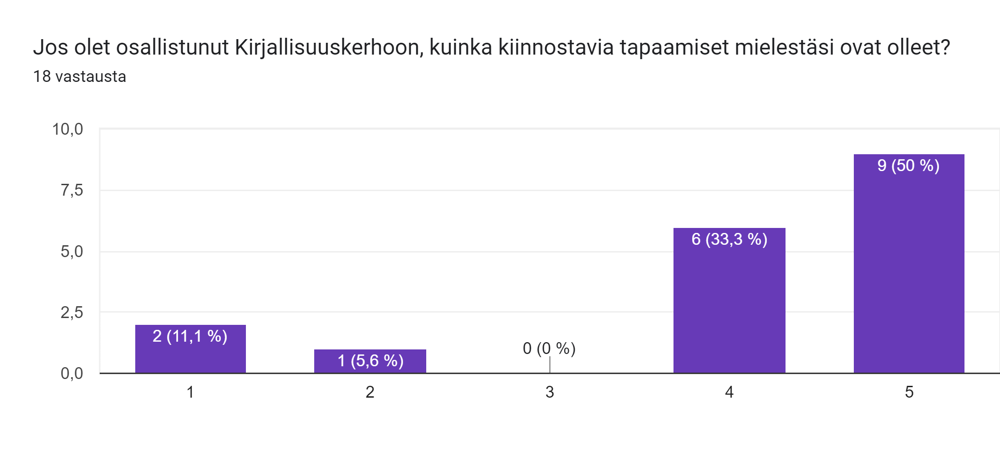 Jos olet osallistunut Kirjallisuuskerhoon, kuinka kiinnostavia tapaamiset mielestäsi ovat olleet?
18 vastausta
10,0
7,5
5,0
2,5
0,0
2 (11,1 %)
1 (5,6 %)
0 (0 %)
6 (33,3 %)
9 (50 %)
1 2 3 4 5